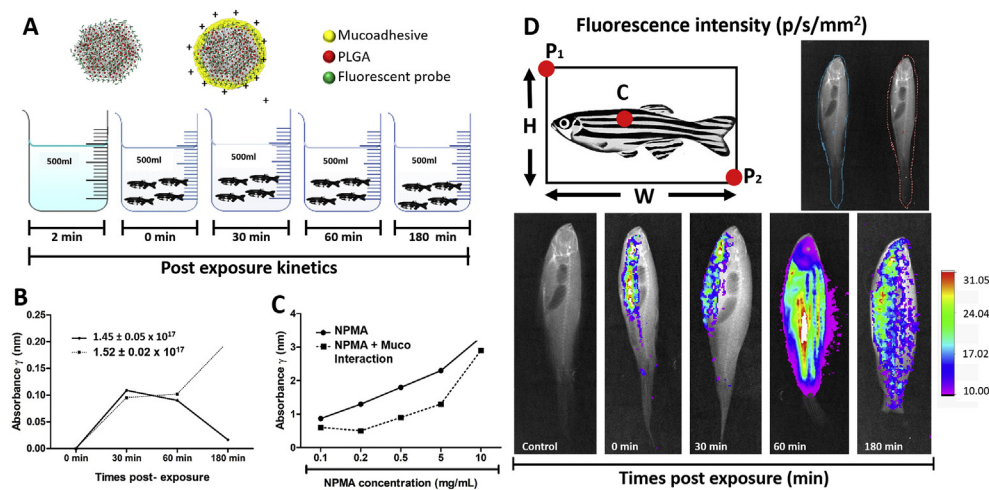 A
Mucoadhesive
PLGA
Fluorescent probe
500ml
500ml
500ml
500ml
500ml
2 min
0 min
30 min
60 min
180 min
Post exposure kinetics
B
Absorbance γ (nm)
0.25
0.20
0.15
0.10
0.05
0.00
1.45 ± 0.05 x 10¹⁷
1.52 ± 0.02 x 10¹⁷
0 min
30 min
60 min
180 min
Times post- exposure
C
Absorbance γ (nm)
4
3
2
1
0
NPMA
NPMA + Muco
Interaction
0.1
0.2
0.5
5
10
NPMA concentration (mg/mL)
D
Fluorescence intensity (p/s/mm²)
P₁
C
H
P₂
W
Control
0 min
30 min
60 min
180 min
31.05
24.04
17.02
10.00
Times post exposure (min)